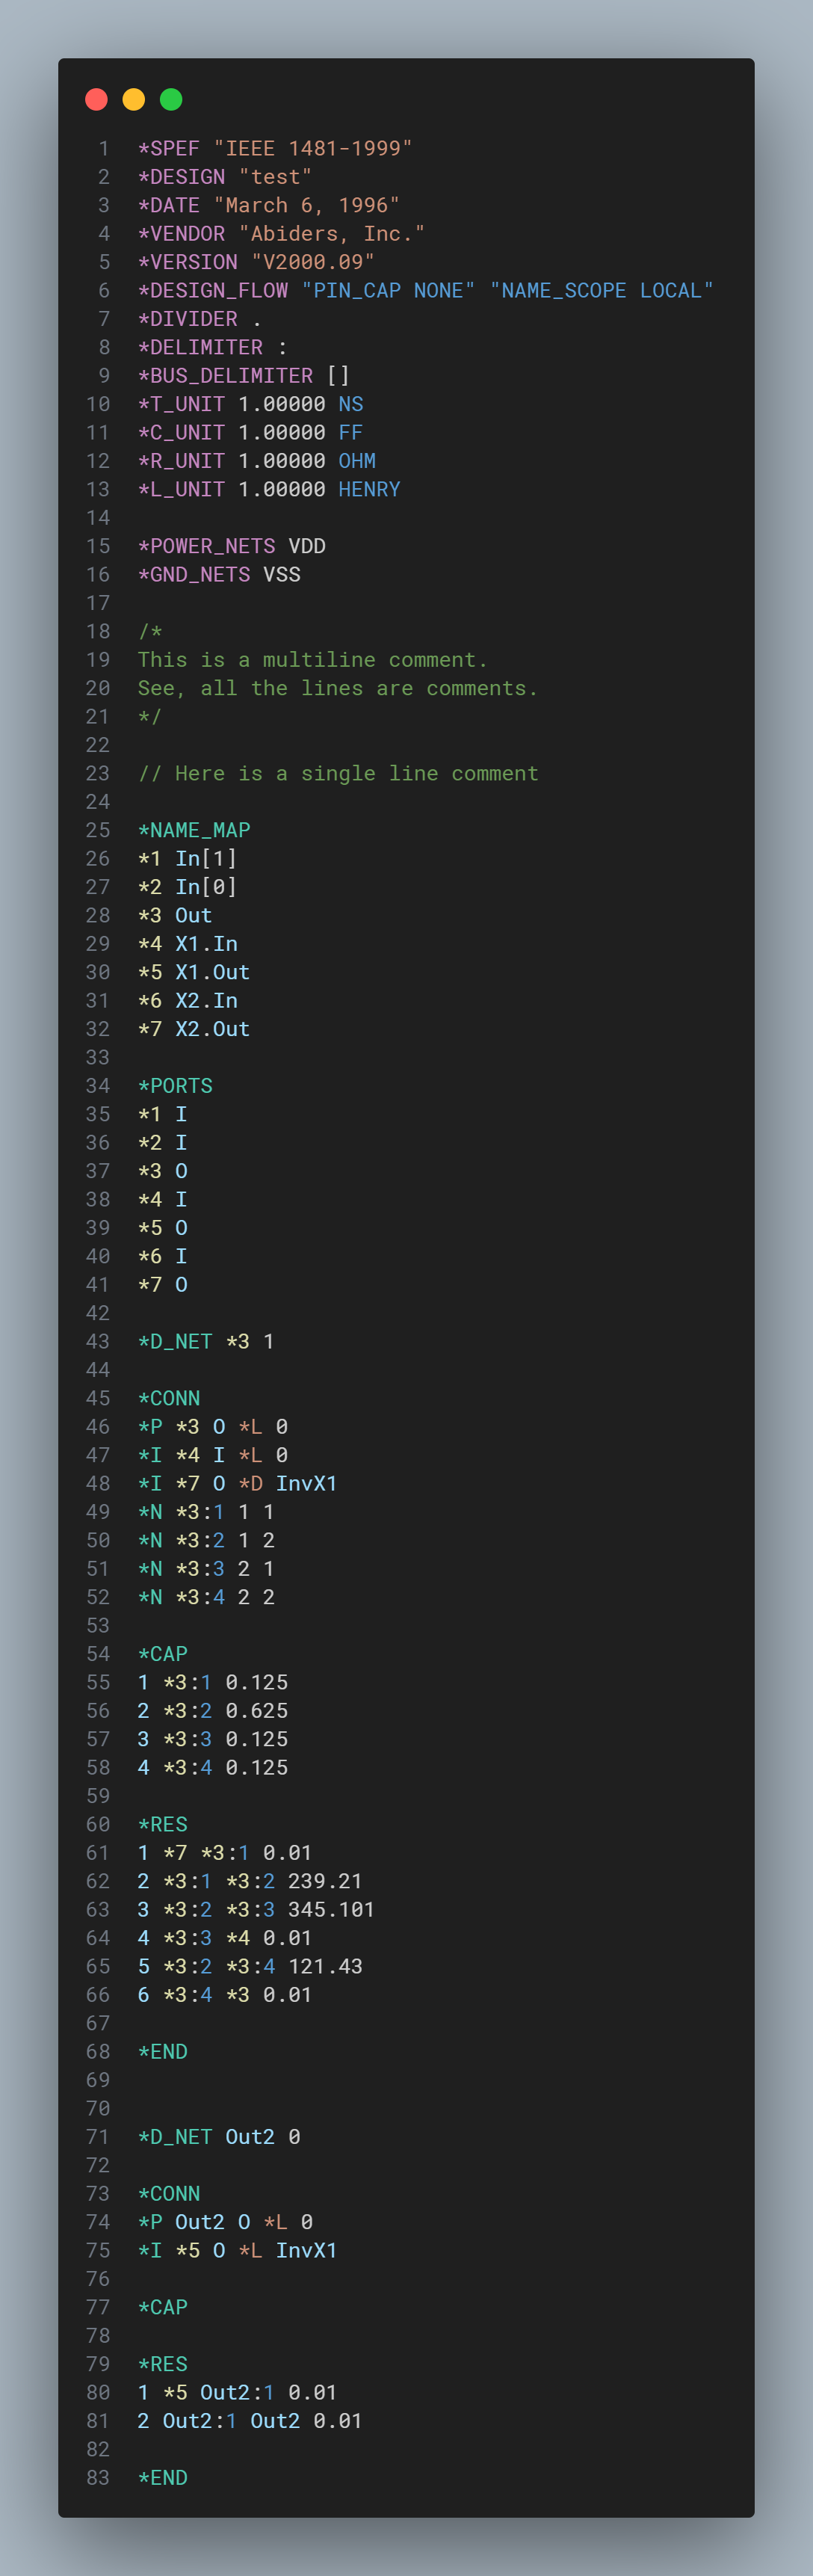 1 *SPEF "IEEE 1481-1999"
2 *DESIGN "test"
3 *DATE "March 6, 1996"
4 *VENDOR "Abiders, Inc."
5 *VERSION "V2000.09"
6 *DESIGN_FLOW "PIN_CAP NONE" "NAME_SCOPE LOCAL"
7 *DIVIDER .
8 *DELIMITER :
9 *BUS_DELIMITER []
10 *T_UNIT 1.00000 NS
11 *C_UNIT 1.00000 FF
12 *R_UNIT 1.00000 OHM
13 *L_UNIT 1.00000 HENRY
14
15 *POWER_NETS VDD
16 *GND_NETS VSS
17
18 /*
19 This is a multiline comment.
20 See, all the lines are comments.
21 */
22
23 // Here is a single line comment
24
25 *NAME_MAP
26 *1 In[1]
27 *2 In[0]
28 *3 Out
29 *4 X1.In
30 *5 X1.Out
31 *6 X2.In
32 *7 X2.Out
33
34 *PORTS
35 *1 I
36 *2 I
37 *3 O
38 *4 I
39 *5 O
40 *6 I
41 *7 O
42
43 *D_NET *3 1
44
45 *CONN
46 *P *3 O *L 0
47 *I *4 I *L 0
48 *I *7 O *D InvX1
49 *N *3:1 1 1
50 *N *3:2 1 2
51 *N *3:3 2 1
52 *N *3:4 2 2
53
54 *CAP
55 1 *3:1 0.125
56 2 *3:2 0.625
57 3 *3:3 0.125
58 4 *3:4 0.125
59
60 *RES
61 1 *7 *3:1 0.01
62 2 *3:1 *3:2 239.21
63 3 *3:2 *3:3 345.101
64 4 *3:3 *4 0.01
65 5 *3:2 *3:4 121.43
66 6 *3:4 *3 0.01
67
68 *END
69
70
71 *D_NET Out2 0
72
73 *CONN
74 *P Out2 O *L 0
75 *I *5 O *L InvX1
76
77 *CAP
78
79 *RES
80 1 *5 Out2:1 0.01
81 2 Out2:1 Out2 0.01
82
83 *END